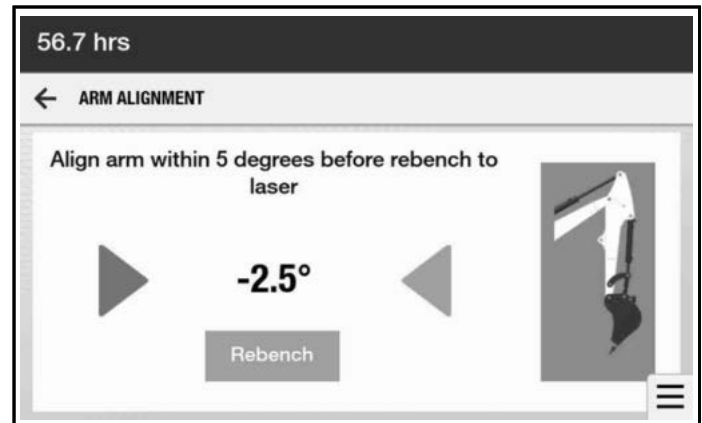 56.7 hrs
ARM ALIGNMENT
Align arm within 5 degrees before rebench to
laser
-2.5°
Rebench